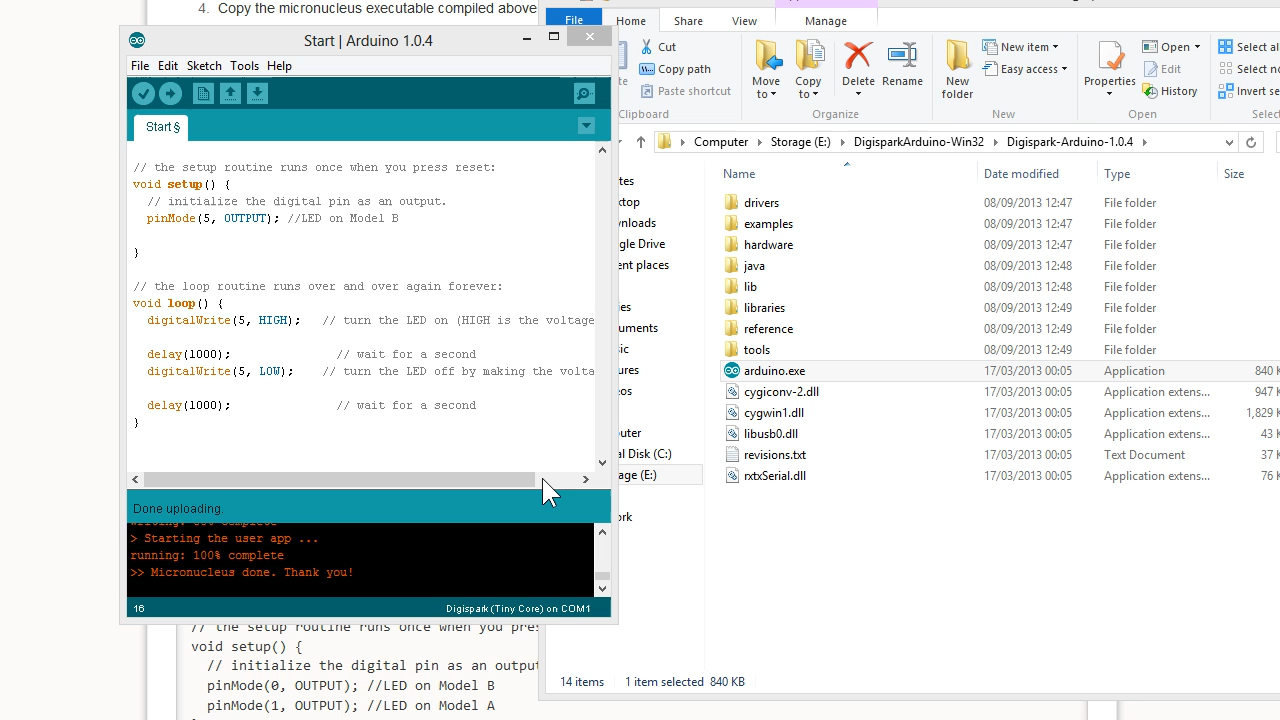 4. Copy the micronucleus executable compiled above
Start | Arduino 1.0.4
File Edit Sketch Tools Help
Start §
// the setup routine runs once when you press reset:
void setup() {
// initialize the digital pin as an output.
pinMode(5, OUTPUT); //LED on Model B
}
// the loop routine runs over and over again forever:
void loop() {
digitalWrite(5, HIGH); // turn the LED on (HIGH is the voltage
delay(1000); // wait for a second
digitalWrite(5, LOW); // turn the LED off by making the volta
delay(1000); // wait for a second
}
Done uploading.
> Starting the user app ...
running: 100% complete
>> Micronucleus done. Thank you!
16 Digispark (Tiny Core) on COM1
// the setup routine runs once when you pres
void setup() {
// initialize the digital pin as an output
pinMode(0, OUTPUT); //LED on Model B
pinMode(1, OUTPUT); //LED on Model A
File Home Share View Manage
Cut
Copy path
Paste shortcut
Clipboard
Move to
Copy to
Delete
Rename
Organize
New folder
New item
Easy access
New
Properties
Open
Edit
History
Open
Select al
Select no
Invert se
Selec
Computer Storage (E:) DigisparkArduino-Win32 Digispark-Arduino-1.0.4
Name Date modified Type Size
drivers 08/09/2013 12:47 File folder
examples 08/09/2013 12:47 File folder
hardware 08/09/2013 12:47 File folder
java 08/09/2013 12:48 File folder
lib 08/09/2013 12:48 File folder
libraries 08/09/2013 12:49 File folder
reference 08/09/2013 12:49 File folder
tools 08/09/2013 12:49 File folder
arduino.exe 17/03/2013 00:05 Application 840 K
cygiconv-2.dll 17/03/2013 00:05 Application extens... 947 K
cygwin1.dll 17/03/2013 00:05 Application extens... 1,829 K
libusb0.dll 17/03/2013 00:05 Application extens... 43 K
revisions.txt 17/03/2013 00:05 Text Document 37 K
rxtxSerial.dll 17/03/2013 00:05 Application extens... 76 K
tes
ktop
wnloads
gle Drive
ent places
ies
uments
sic
ures
eos
uter
al Disk (C:)
age (E:)
ork
14 items 1 item selected 840 KB